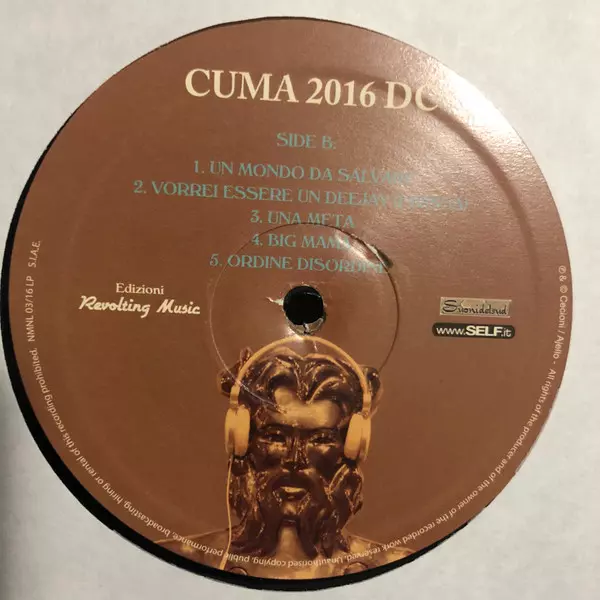 CUMA 2016 DC
SIDE B:
1. UN MONDO DA SALVARE
2. VORREI ESSERE UN DEEJAY
3. UNA META
4. BIG MAMA
5. ORDINE DISORDINE
Edizioni
Revolting Music
Suonidelsud
www.SELF.it
NMNL 03/16 LP S.I.A.E.
℗ © Cesioni / Ajello - All rights of the producer and of the owner of the recorded work reserved. Unauthorised copying, public performance, broadcasting, hiring or rental of this recording prohibited.